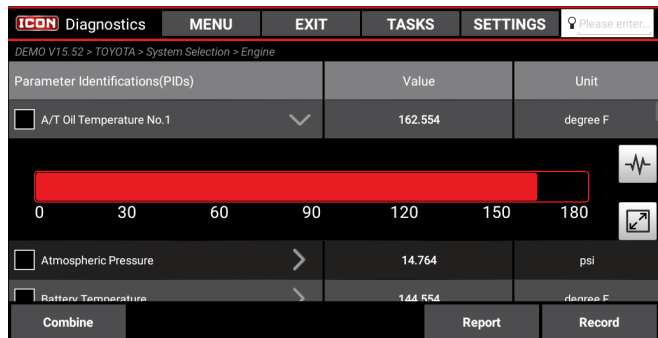 ICON Diagnostics MENU EXIT TASKS SETTINGS Please enter...
DEMO V15.52 > TOYOTA > System Selection > Engine
Parameter Identifications(PIDs) Value Unit
A/T Oil Temperature No.1 162.554 degree F
0 30 60 90 120 150 180
Atmospheric Pressure 14.764 psi
Battery Temperature 144.554 degree F
Combine Report Record